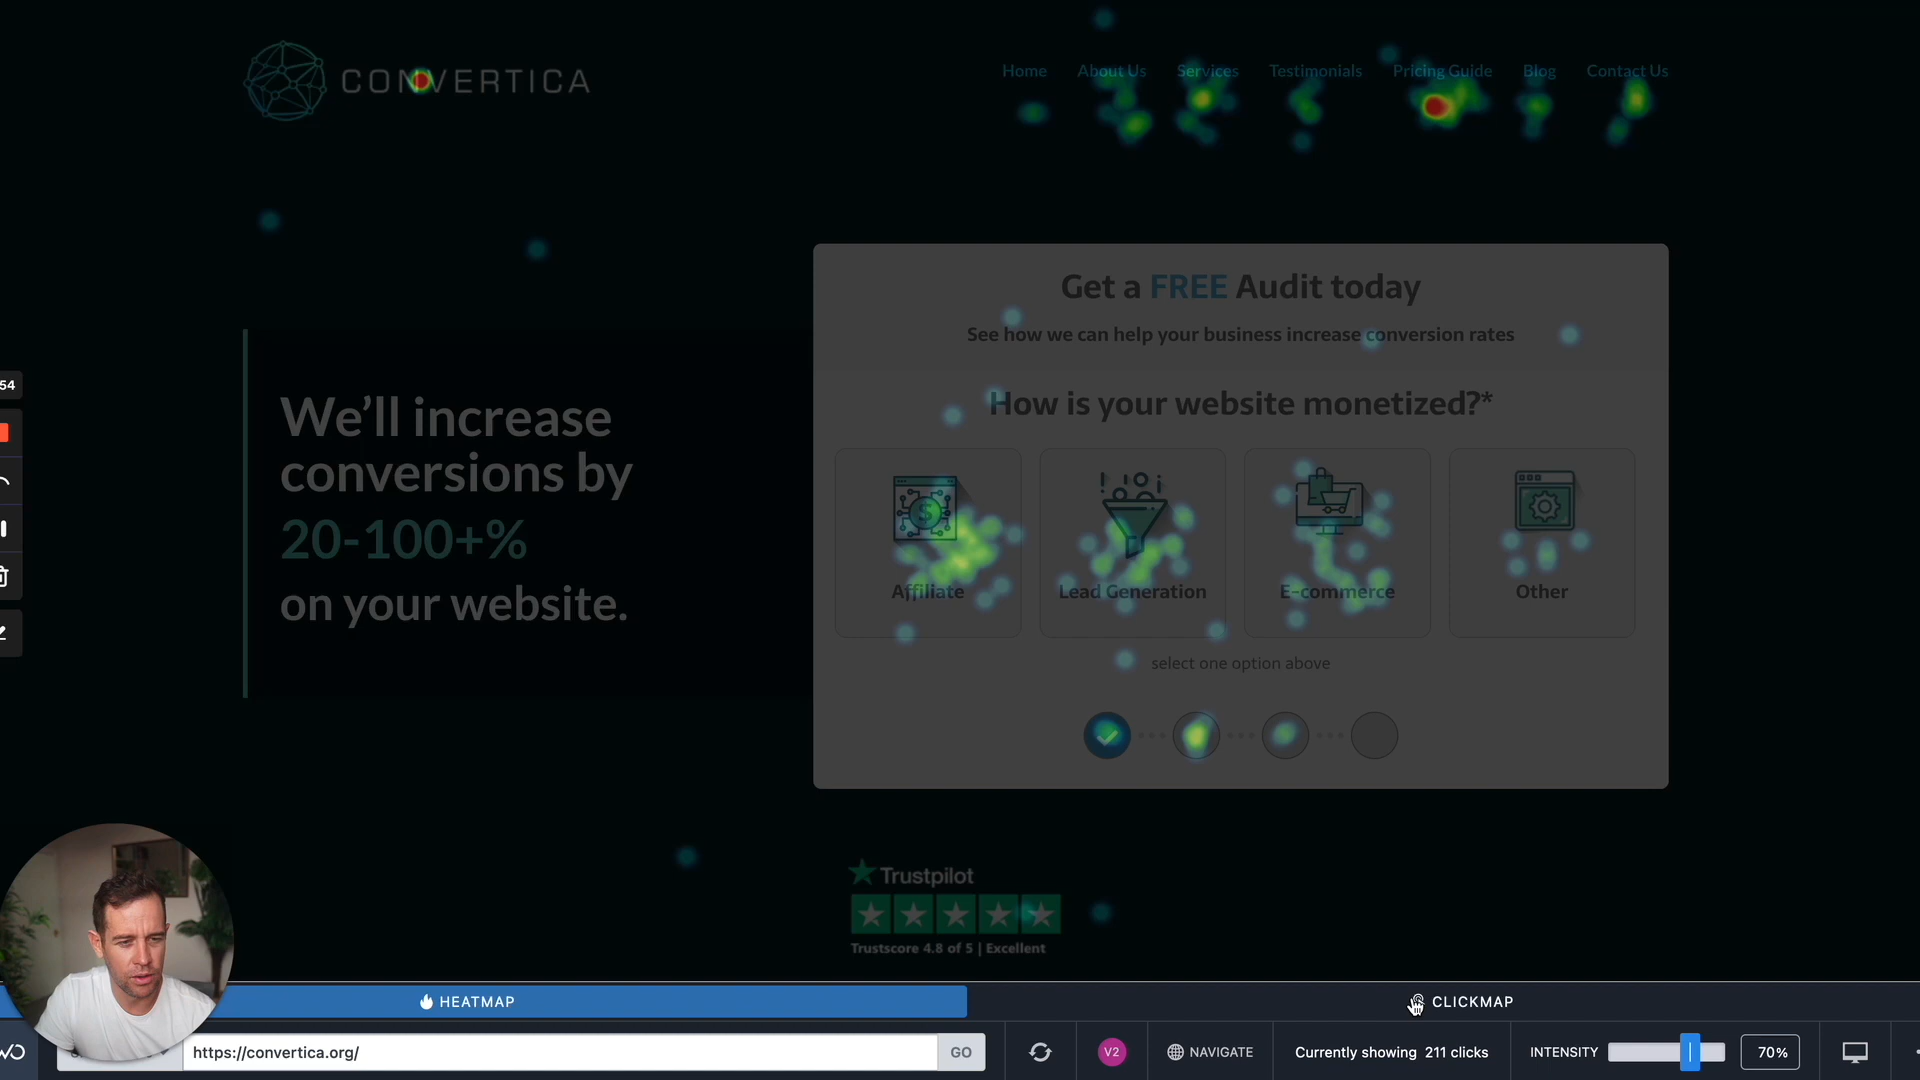 CONVERTICA
Home About Us Services Testimonials Pricing Guide Blog Contact Us
Get a FREE Audit today
See how we can help your business increase conversion rates
How is your website monetized?*
54
We'll increase
conversions by
20-100+%
on your website.
Affiliate Lead Generation E-commerce Other
select one option above
Trustpilot
Trustscore 4.8 of 5 | Excellent
HEATMAP CLICKMAP
https://convertica.org/ GO V2 NAVIGATE Currently showing 211 clicks INTENSITY 70%